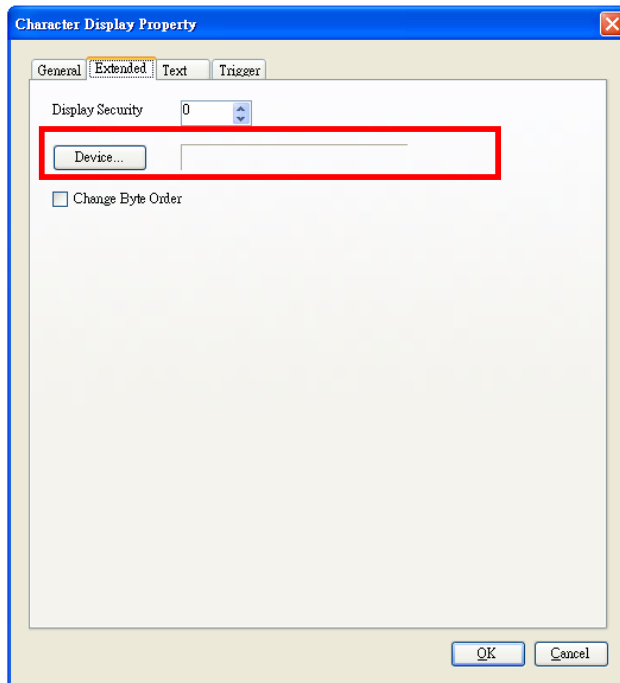 Character Display Property
General Extended Text Trigger
Display Security 0
Device...
Change Byte Order
OK Cancel